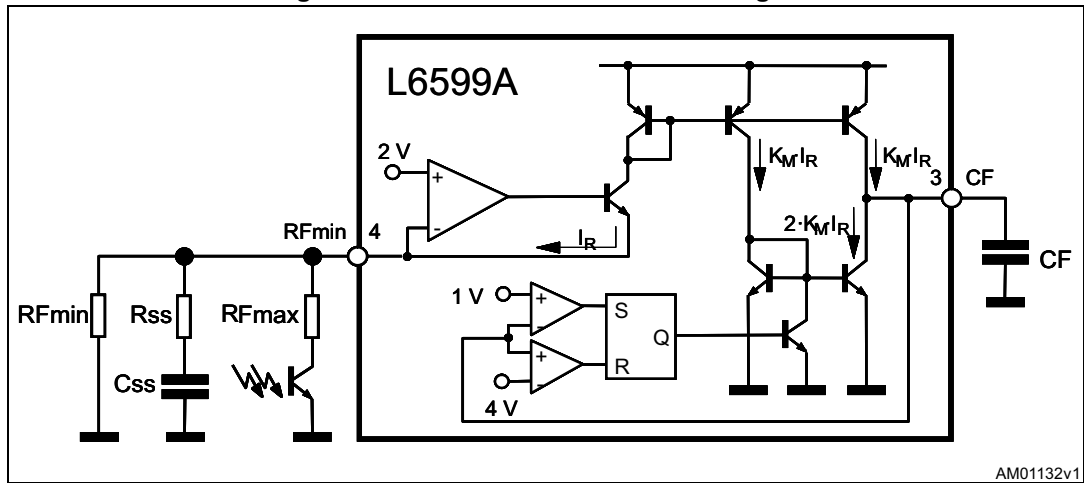 L6599A
2 V
+
-
K_M·I_R
K_M·I_R
3
CF
RFmin
4
I_R
2·K_M·I_R
CF
RFmin
Rss
RFmax
1 V
+
-
S
Q
Css
+
-
R
4 V
AM01132v1